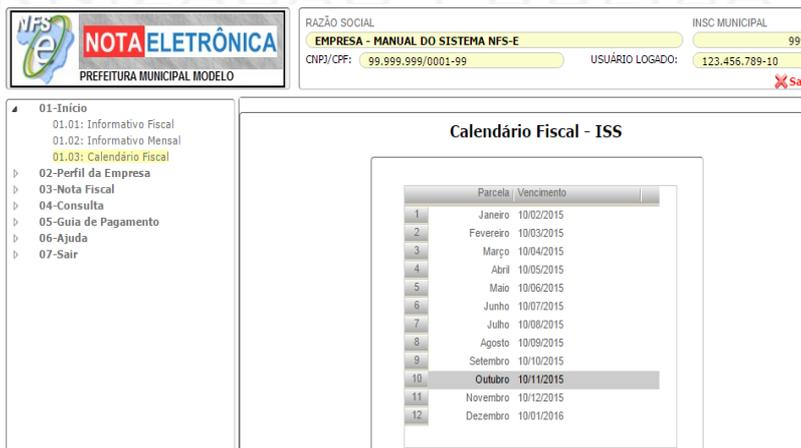 NFS-e
NOTA ELETRÔNICA
PREFEITURA MUNICIPAL MODELO
RAZÃO SOCIAL
INSC MUNICIPAL
EMPRESA - MANUAL DO SISTEMA NFS-E
99
CNPJ/CPF: 99.999.999/0001-99
USUÁRIO LOGADO: 123.456.789-10
Sa
01-Início
01.01: Informativo Fiscal
01.02: Informativo Mensal
01.03: Calendário Fiscal
02-Perfil da Empresa
03-Nota Fiscal
04-Consulta
05-Guia de Pagamento
06-Ajuda
07-Sair
Calendário Fiscal - ISS
Parcela Vencimento
1 Janeiro 10/02/2015
2 Fevereiro 10/03/2015
3 Março 10/04/2015
4 Abril 10/05/2015
5 Maio 10/06/2015
6 Junho 10/07/2015
7 Julho 10/08/2015
8 Agosto 10/09/2015
9 Setembro 10/10/2015
10 Outubro 10/11/2015
11 Novembro 10/12/2015
12 Dezembro 10/01/2016